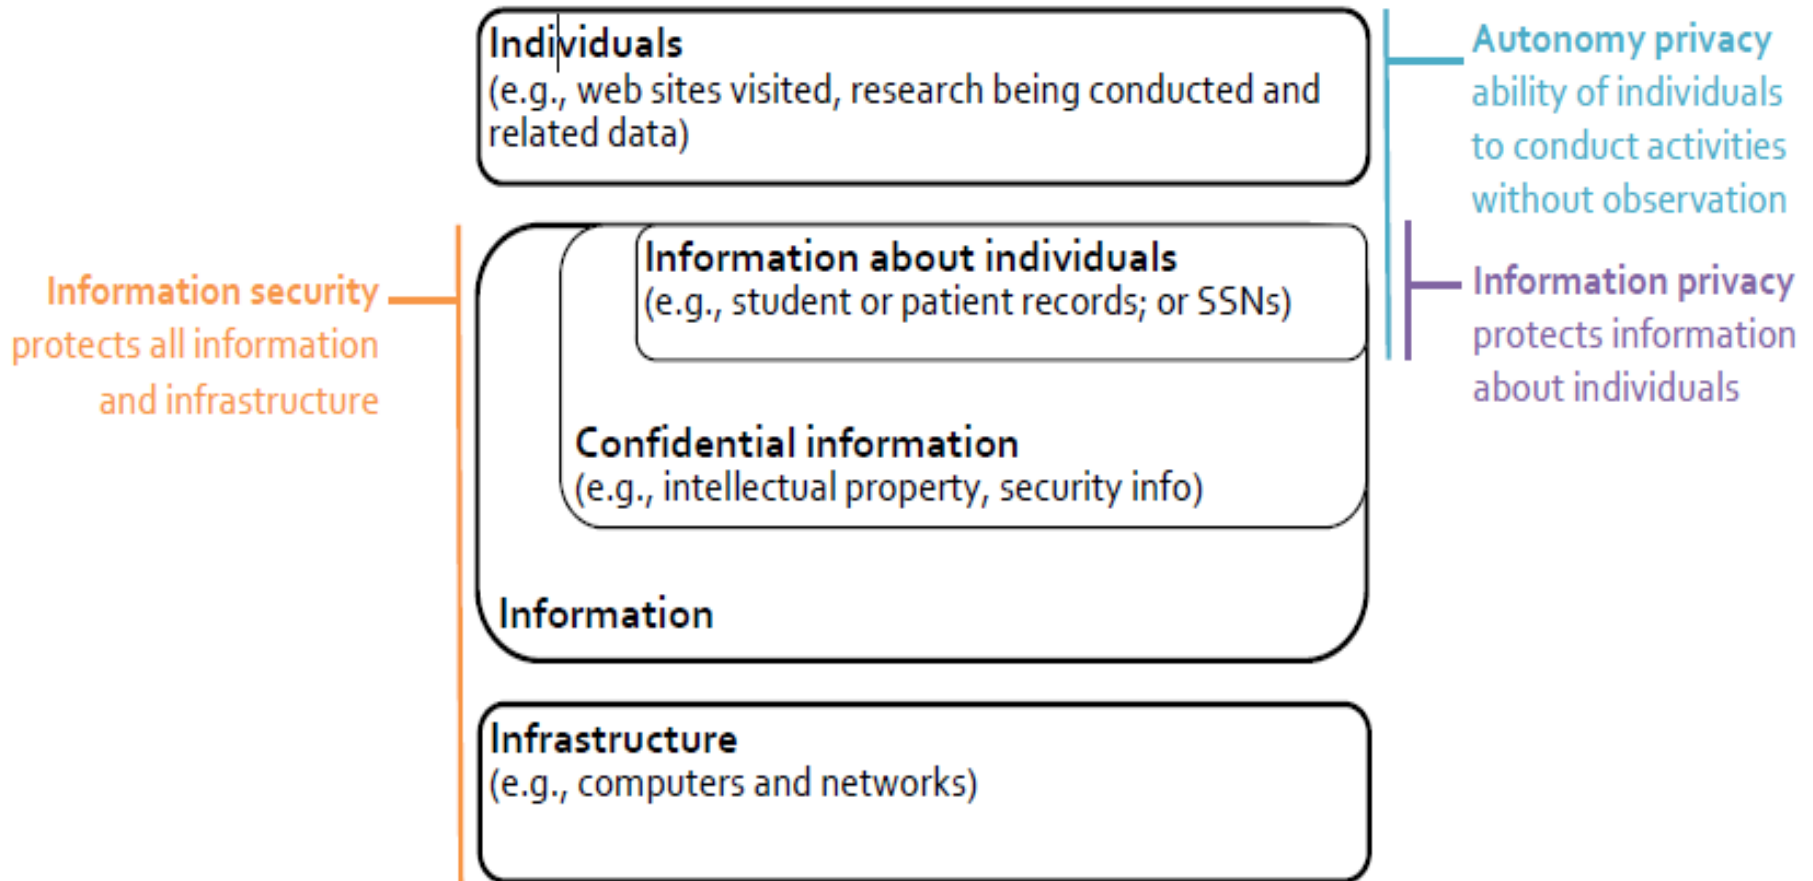 Individuals
(e.g., web sites visited, research being conducted and
related data)
Autonomy privacy
ability of individuals
to conduct activities
without observation
Information security
protects all information
and infrastructure
Information about individuals
(e.g., student or patient records; or SSNs)
Information privacy
protects information
about individuals
Confidential information
(e.g., intellectual property, security info)
Information
Infrastructure
(e.g., computers and networks)